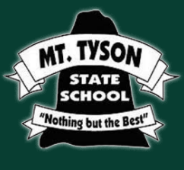 MT. TYSON
STATE
SCHOOL
"Nothing but the Best"